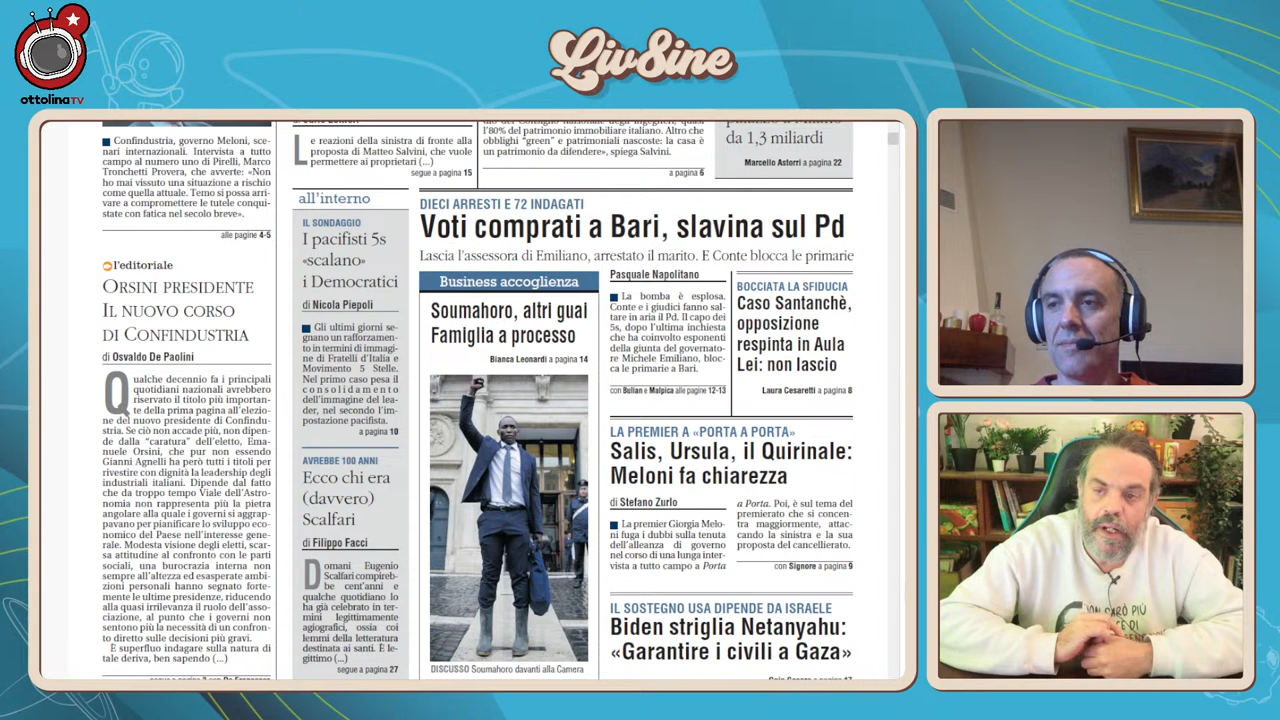 ottolinaTV
Liv8ine
Confindustria, governo Meloni, sce-
nari internazionali. Intervista a tutto
campo al numero uno di Pirelli, Marco
Tronchetti Provera, che avverte: «Non
ho mai vissuto una situazione a rischio
come quella attuale. Temo si possa arri-
vare a compromettere le tutele conqui-
state con fatica nel secolo breve».
alle pagine 4-5
l'editoriale
ORSINI PRESIDENTE
IL NUOVO CORSO
DI CONFINDUSTRIA
di Osvaldo De Paolini
Qualche decennio fa i principali
quotidiani nazionali avrebbero
riservato il titolo più importan-
te della prima pagina all'elezio-
ne del nuovo presidente di Confindu-
stria. Se ciò non accade più, non dipen-
de dalla "caratura" dell'eletto, Ema-
nuele Orsini, che pur non essendo
Gianni Agnelli ha però tutti i titoli per
rivestire con dignità la leadership degli
industriali italiani. Dipende dal fatto
che da troppo tempo Viale dell'Astro-
nomia non rappresenta più la pietra
angolare alla quale i governi si aggrap-
pavano per pianificare lo sviluppo eco-
nomico del Paese nell'interesse gene-
rale. Modesta visione degli eletti, scar-
sa attitudine al confronto con le parti
sociali, una burocrazia interna non
sempre all'altezza ed esasperate ambi-
zioni personali hanno segnato forte-
mente le ultime presidenze, riducendo
alla quasi irrilevanza il ruolo dell'asso-
ciazione, al punto che i governi non
sentono più la necessità di un confron-
to diretto sulle decisioni più gravi.
È superfluo indagare sulla natura di
tale deriva, ben sapendo (...)
Le reazioni della sinistra di fronte alla
proposta di Matteo Salvini, che vuole
permettere ai proprietari (...)
segue a pagina 15
l'80% del patrimonio immobiliare italiano. Altro che
obblighi "green" e patrimoniali nascoste: la casa è
un patrimonio da difendere», spiega Salvini.
a pagina 6
da 1,3 miliardi
Marcello Astorri a pagina 22
all'interno
IL SONDAGGIO
I pacifisti 5s
«scalano»
i Democratici
di Nicola Piepoli
Gli ultimi giorni se-
gnano un rafforzamen-
to in termini di immagi-
ne di Fratelli d'Italia e
Movimento 5 Stelle.
Nel primo caso pesa il
consolidamento
dell'immagine del lea-
der, nel secondo l'im-
postazione pacifista.
a pagina 10
AVREBBE 100 ANNI
Ecco chi era
(davvero)
Scalfari
di Filippo Facci
Domani Eugenio
Scalfari compireb-
be cent'anni e
qualche quotidiano lo
ha già celebrato in ter-
mini legittimamente
agiografici, ossia coi
lemmi della letteratura
destinata ai santi. È le-
gittimo (...)
segue a pagina 27
DIECI ARRESTI E 72 INDAGATI
Voti comprati a Bari, slavina sul Pd
Lascia l'assessora di Emiliano, arrestato il marito. E Conte blocca le primarie
Business accoglienza
Soumahoro, altri guai
Famiglia a processo
Bianca Leonardi a pagina 14
DISCUSSO Soumahoro davanti alla Camera
Pasquale Napolitano
La bomba è esplosa.
Conte e i giudici fanno sal-
tare in aria il Pd. Il capo dei
5s, dopo l'ultima inchiesta
che ha coinvolto esponenti
della giunta del governato-
re Michele Emiliano, bloc-
ca le primarie a Bari.
con Bulian e Malpica alle pagine 12-13
BOCCIATA LA SFIDUCIA
Caso Santanchè,
opposizione
respinta in Aula
Lei: non lascio
Laura Cesaretti a pagina 8
LA PREMIER A «PORTA A PORTA»
Salis, Ursula, il Quirinale:
Meloni fa chiarezza
di Stefano Zurlo
La premier Giorgia Melo-
ni fuga i dubbi sulla tenuta
dell'alleanza di governo
nel corso di una lunga inter-
vista a tutto campo a Porta
a Porta. Poi, è sul tema del
premierato che si concen-
tra maggiormente, attac-
cando la sinistra e la sua
proposta del cancellierato.
con Signore a pagina 9
IL SOSTEGNO USA DIPENDE DA ISRAELE
Biden striglia Netanyahu:
«Garantire i civili a Gaza»